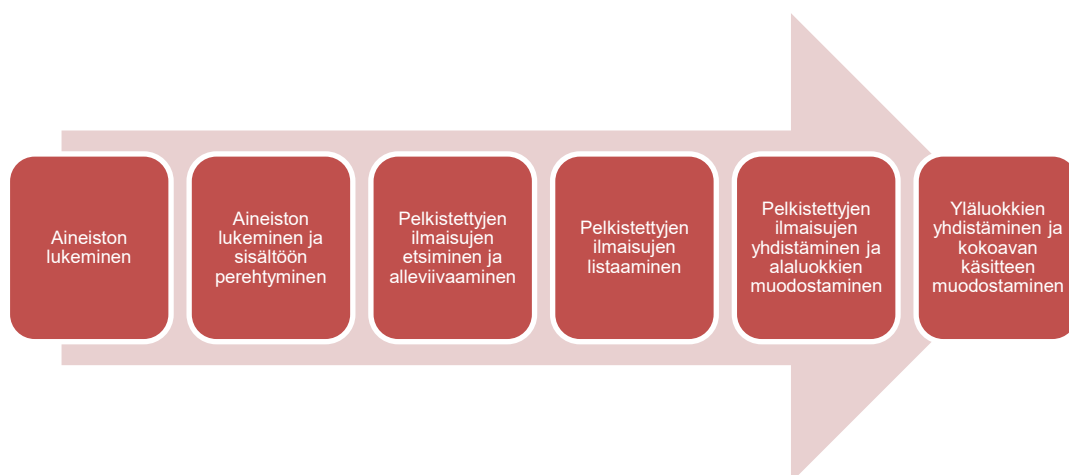 Aineiston
lukeminen
Aineiston
lukeminen ja
sisältöön
perehtyminen
Pelkistettyjen
ilmaisujen
etsiminen ja
alleviivaaminen
Pelkistettyjen
ilmaisujen
listaaminen
Pelkistettyjen
ilmaisujen
yhdistäminen ja
alaluokkien
muodostaminen
Yläluokkien
yhdistäminen ja
kokoavan
käsitteen
muodostaminen